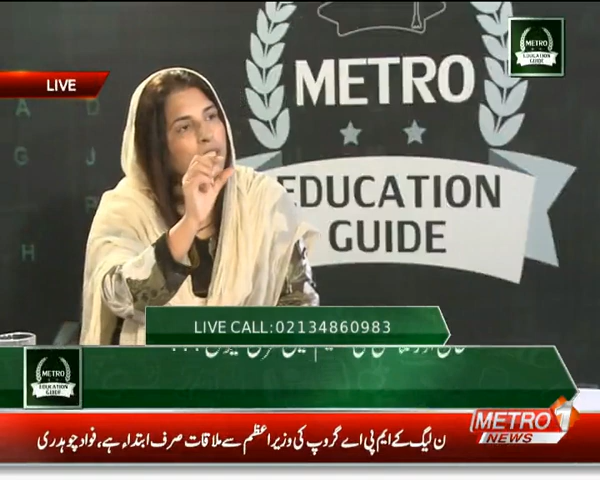 METRO
EDUCATION
GUIDE
LIVE
METRO
EDUCATION
GUIDE
A D
G J
P
H
LIVE CALL:02134860983
METRO
EDUCATION
GUIDE
ن لیگ کے ایم پی اے گروپ کی وزیراعظم سے ملاقات صرف ابتداء ہے، فواد چوہدری
METRO1
NEWS